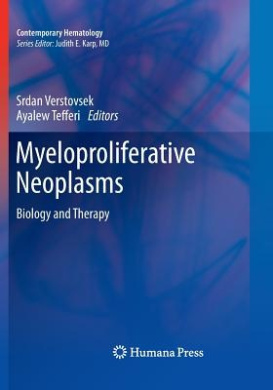 Contemporary Hematology
Series Editor: Judith E. Karp, MD
Srdan Verstovsek
Ayalew Tefferi Editors
Myeloproliferative
Neoplasms
Biology and Therapy
Humana Press